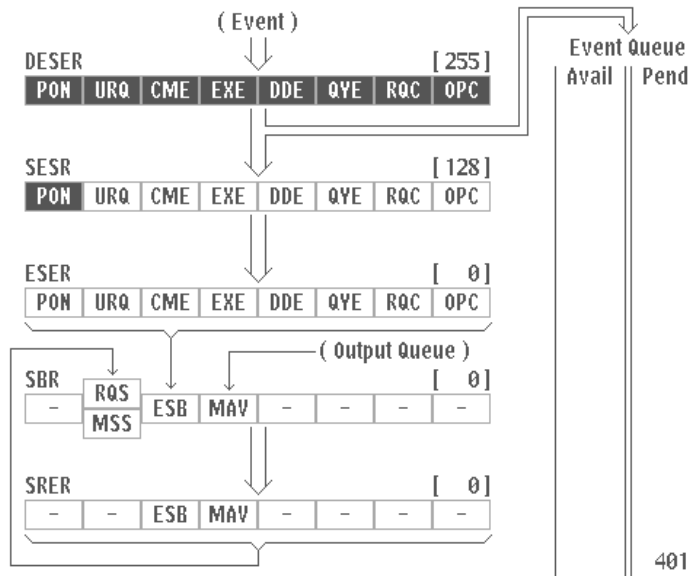 ( Event )
Event Queue
Avail Pend
DESER [ 255 ]
PON URQ CME EXE DDE QYE RQC OPC
SESR [ 128 ]
PON URQ CME EXE DDE QYE RQC OPC
ESER [ 0 ]
PON URQ CME EXE DDE QYE RQC OPC
( Output Queue )
SBR [ 0 ]
RQS
- ESB MAV - - - -
MSS
SRER [ 0 ]
- - ESB MAV - - - -
401